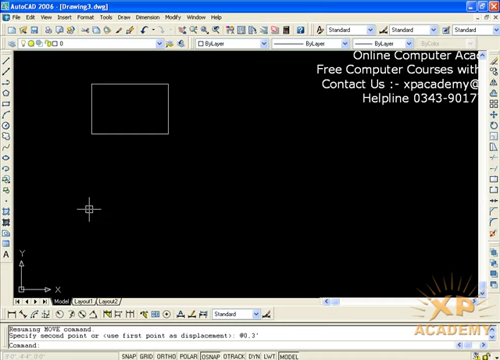 AutoCAD 2006 - [Drawing3.dwg]
File Edit View Insert Format Tools Draw Dimension Modify Window Help
Standard
Standard
0
ByLayer
ByLayer
ByLayer
ByColor
Online Computer Aca
Free Computer Courses with
Contact Us :- xpacademy@
Helpline 0343-9017
Y
X
Model Layout1 Layout2
Standard
XP
ACADEMY
Resuming MOVE command.
Specify second point or <use first point as displacement>: @0,3'
Command:
SNAP GRID ORTHO POLAR OSNAP OTRACK DYN LWT MODEL